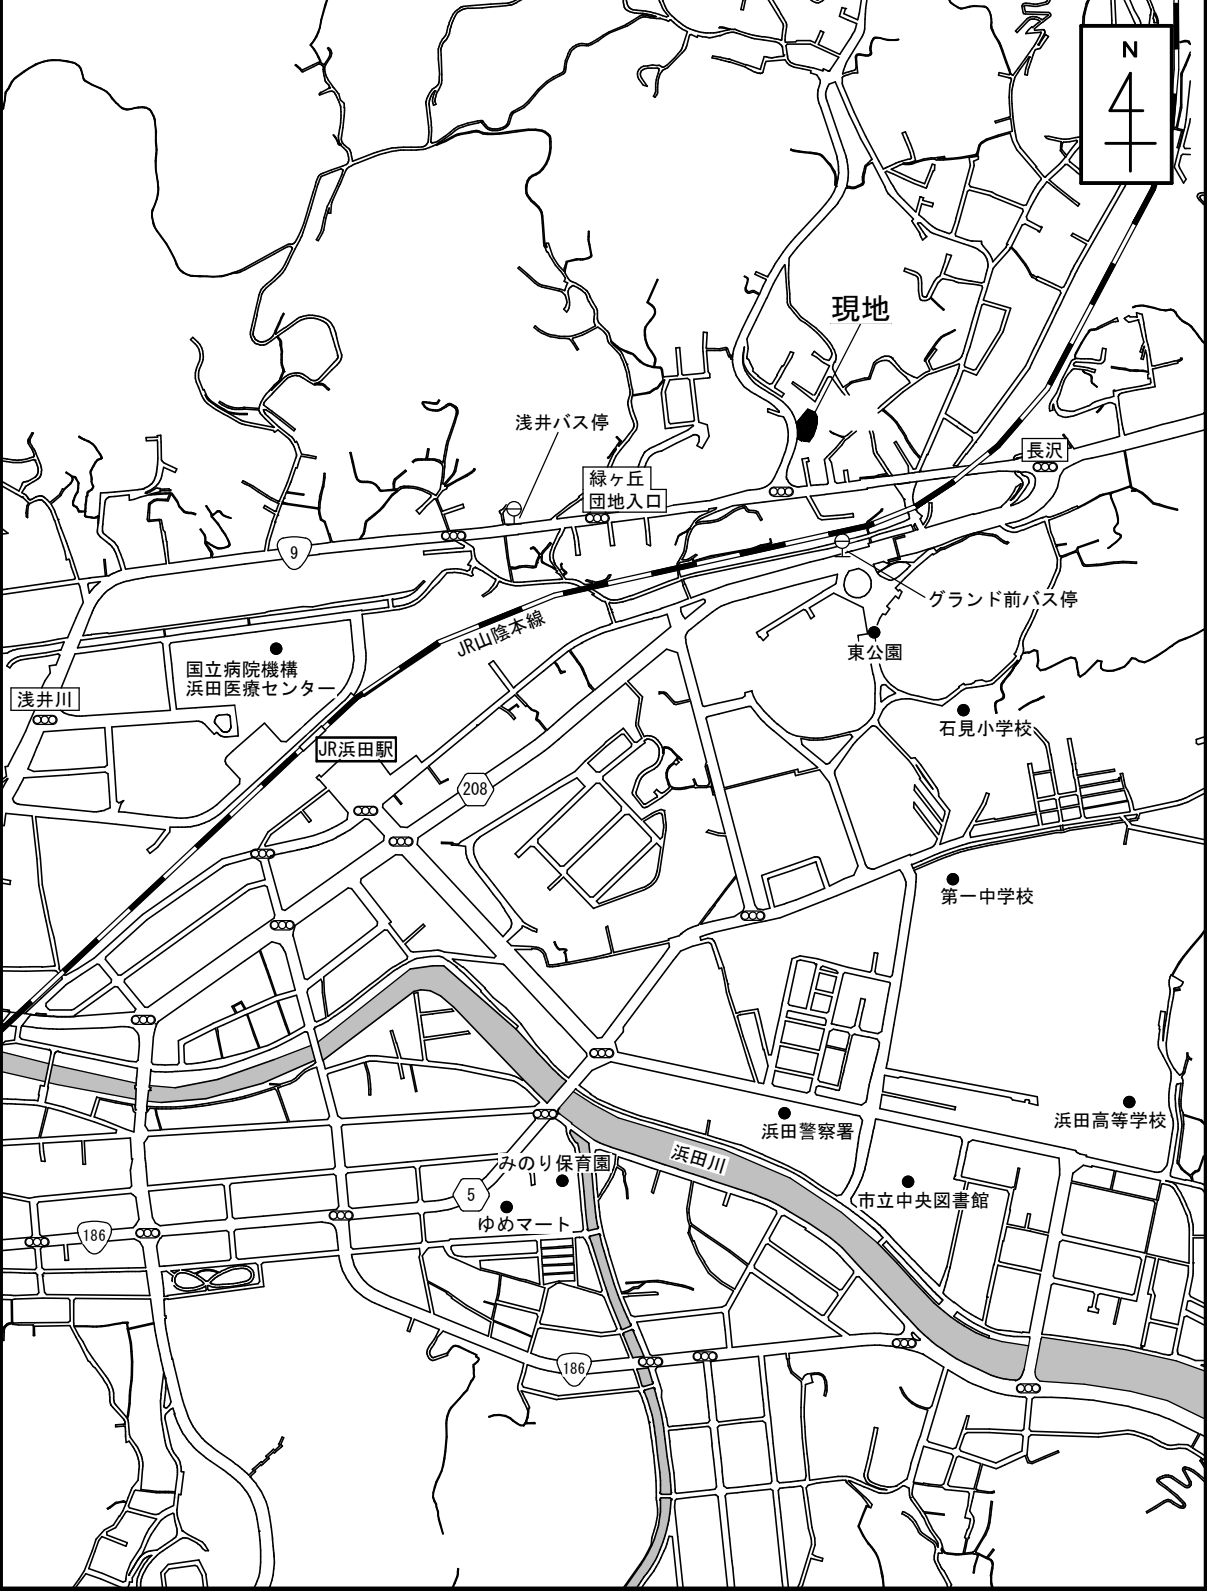 N
現地
浅井バス停
長沢
緑ヶ丘
団地入口
9
グランド前バス停
JR山陰本線
東公園
国立病院機構
浜田医療センター
浅井川
石見小学校
JR浜田駅
208
第一中学校
浜田高等学校
浜田警察署
浜田川
みのり保育園
5
市立中央図書館
ゆめマート
186
186